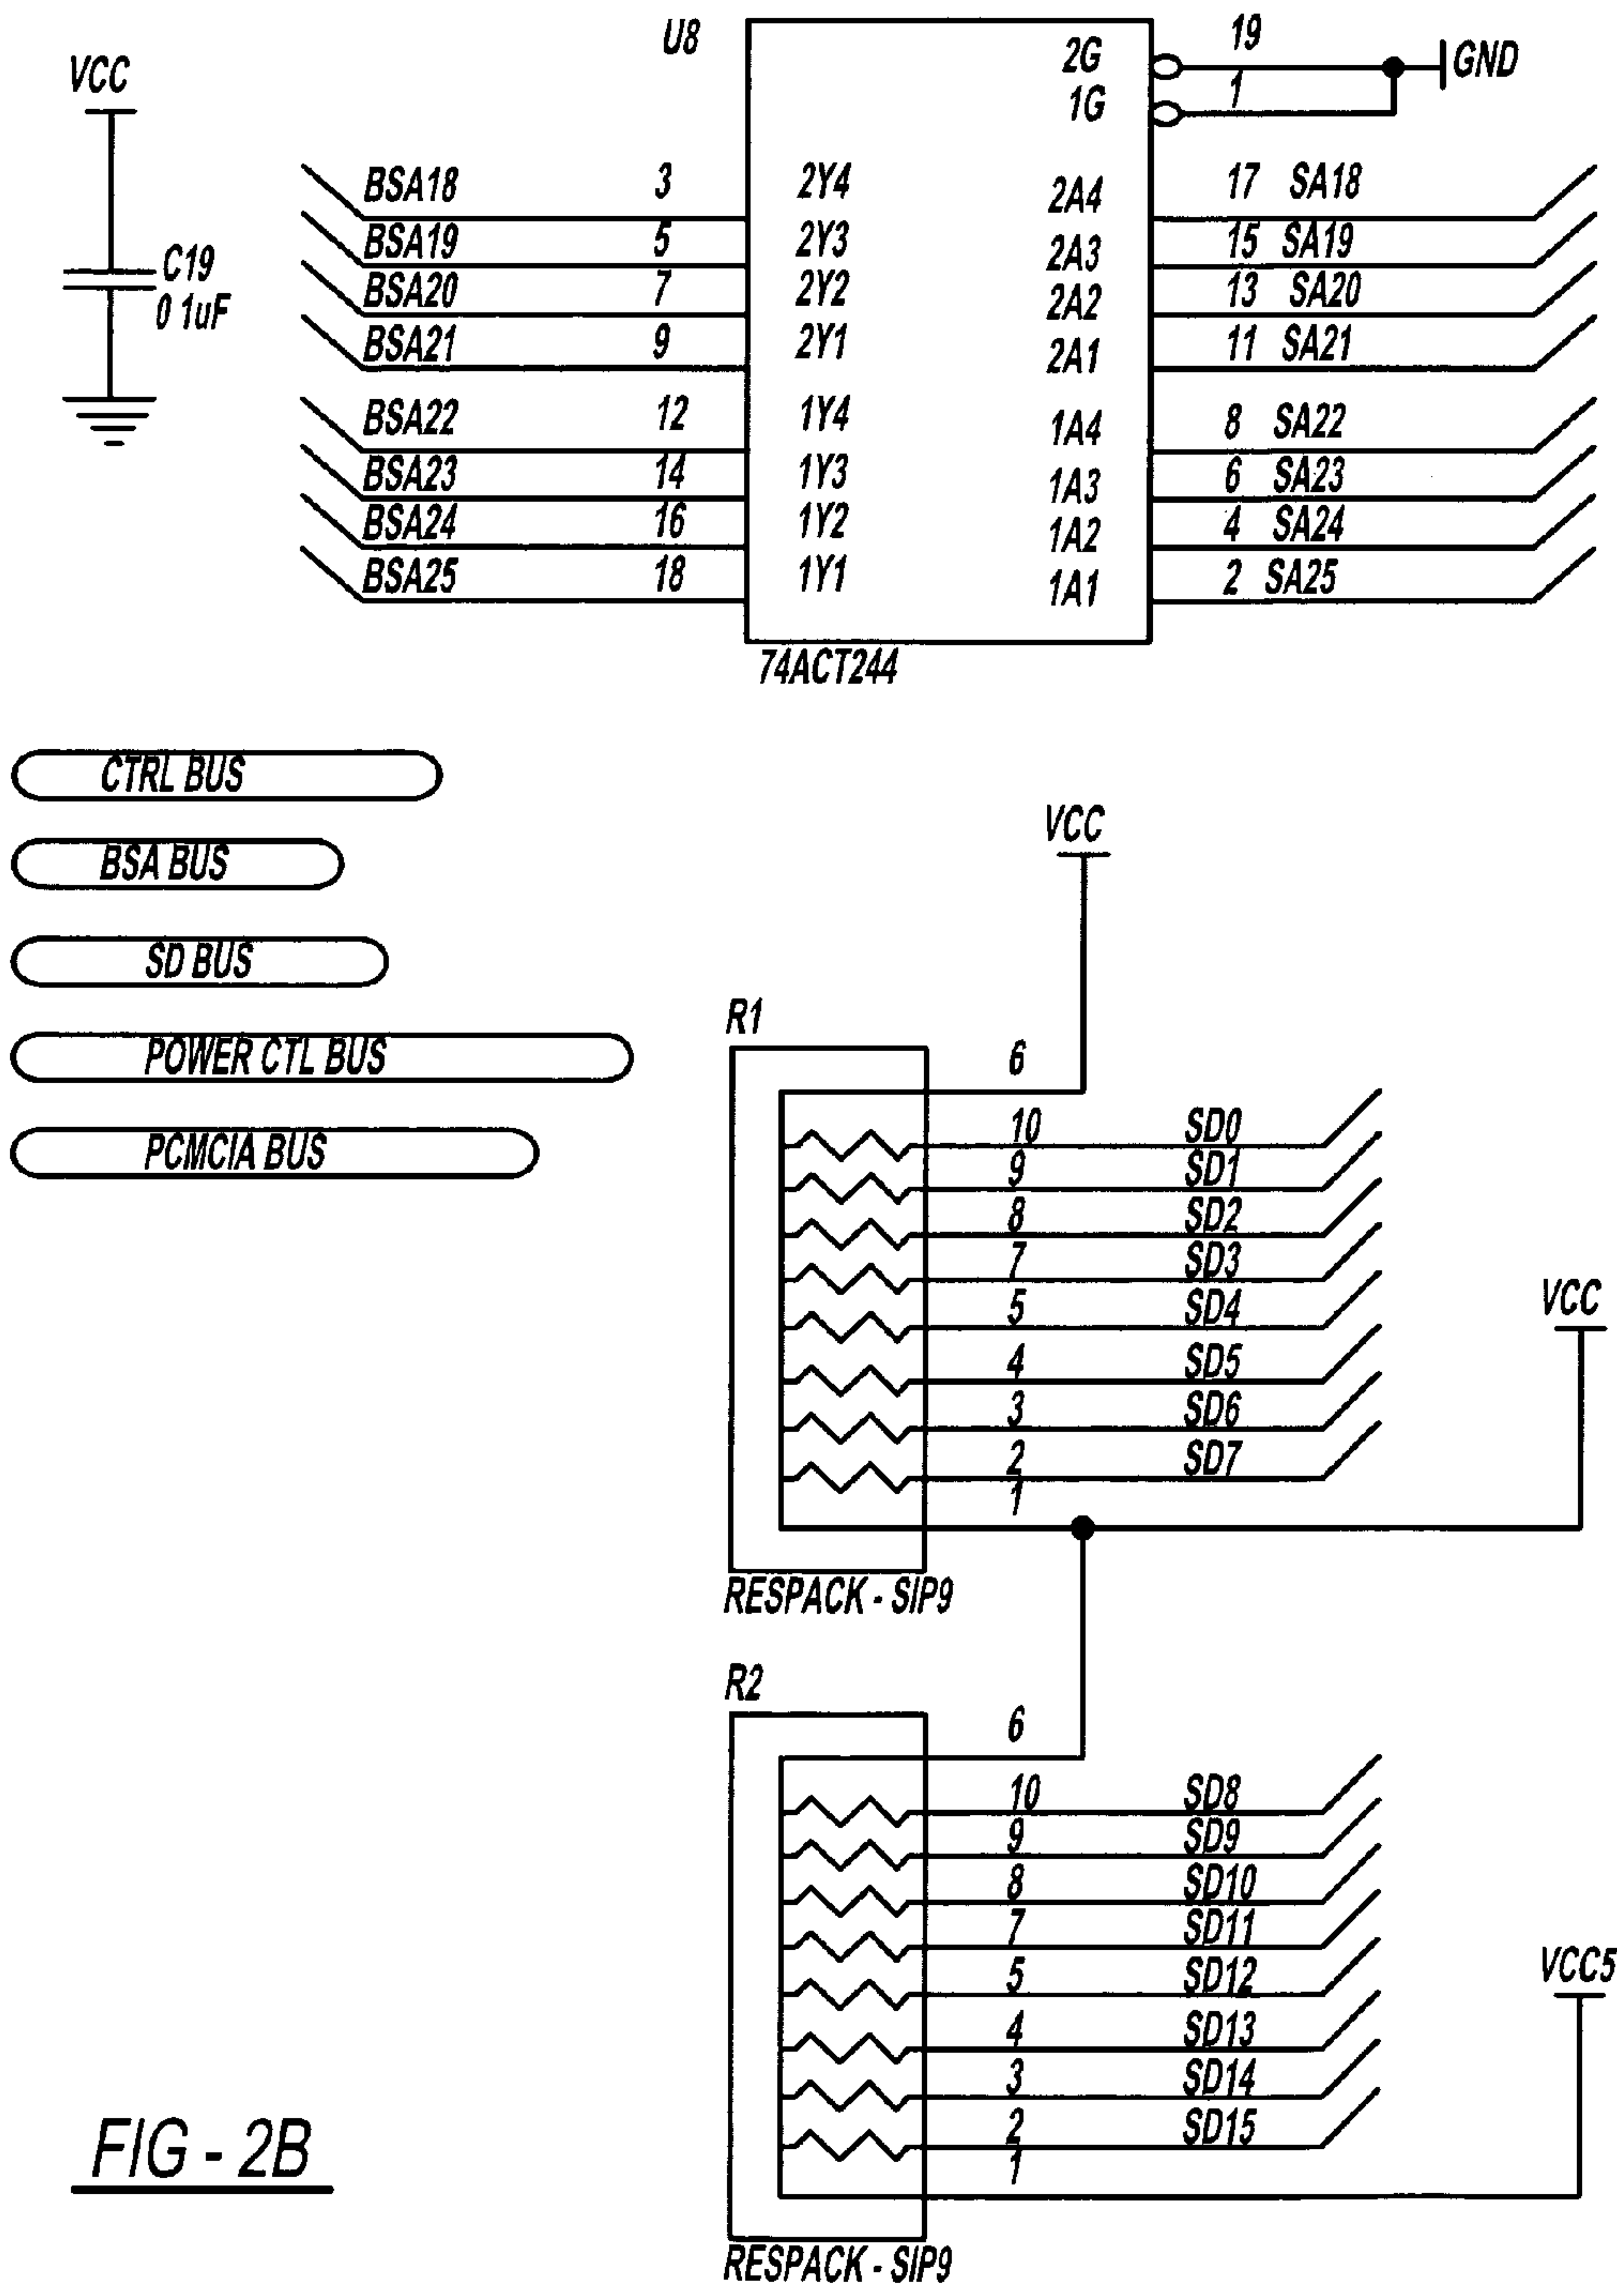 U8
VCC
C19
0 1uF
2G 19 GND
1G 1
BSA18 3 2Y4 2A4 17 SA18
BSA19 5 2Y3 2A3 15 SA19
BSA20 7 2Y2 2A2 13 SA20
BSA21 9 2Y1 2A1 11 SA21
BSA22 12 1Y4 1A4 8 SA22
BSA23 14 1Y3 1A3 6 SA23
BSA24 16 1Y2 1A2 4 SA24
BSA25 18 1Y1 1A1 2 SA25
74ACT244
CTRL BUS
BSA BUS
SD BUS
POWER CTL BUS
PCMCIA BUS
VCC
R1
6
10 SD0
9 SD1
8 SD2
7 SD3
5 SD4
4 SD5
3 SD6
2 SD7
1
VCC
RESPACK - SIP9
R2
6
10 SD8
9 SD9
8 SD10
7 SD11
5 SD12
4 SD13
3 SD14
2 SD15
1
VCC5
RESPACK - SIP9
FIG - 2B